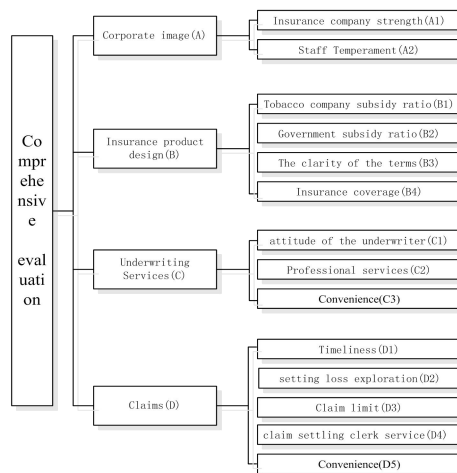 Co
mpr
ehe
nsiv
e
eval
uati
on
Corporate image(A)
Insurance company strength(A1)
Staff Temperament(A2)
Insurance product
design(B)
Tobacco company subsidy ratio(B1)
Government subsidy ratio(B2)
The clarity of the terms(B3)
Insurance coverage(B4)
Underwriting
Services(C)
attitude of the underwriter(C1)
Professional services(C2)
Convenience(C3)
Claims(D)
Timeliness(D1)
setting loss exploration(D2)
Claim limit(D3)
claim settling clerk service(D4)
Convenience(D5)